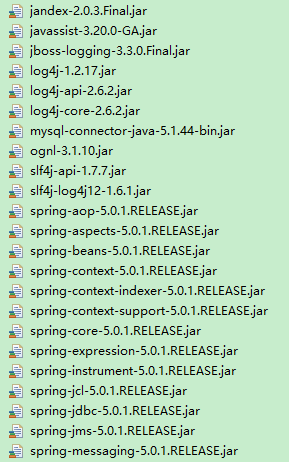 jandex-2.0.3.Final.jar
javassist-3.20.0-GA.jar
jboss-logging-3.3.0.Final.jar
log4j-1.2.17.jar
log4j-api-2.6.2.jar
log4j-core-2.6.2.jar
mysql-connector-java-5.1.44-bin.jar
ognl-3.1.10.jar
slf4j-api-1.7.7.jar
slf4j-log4j12-1.6.1.jar
spring-aop-5.0.1.RELEASE.jar
spring-aspects-5.0.1.RELEASE.jar
spring-beans-5.0.1.RELEASE.jar
spring-context-5.0.1.RELEASE.jar
spring-context-indexer-5.0.1.RELEASE.jar
spring-context-support-5.0.1.RELEASE.jar
spring-core-5.0.1.RELEASE.jar
spring-expression-5.0.1.RELEASE.jar
spring-instrument-5.0.1.RELEASE.jar
spring-jcl-5.0.1.RELEASE.jar
spring-jdbc-5.0.1.RELEASE.jar
spring-jms-5.0.1.RELEASE.jar
spring-messaging-5.0.1.RELEASE.jar